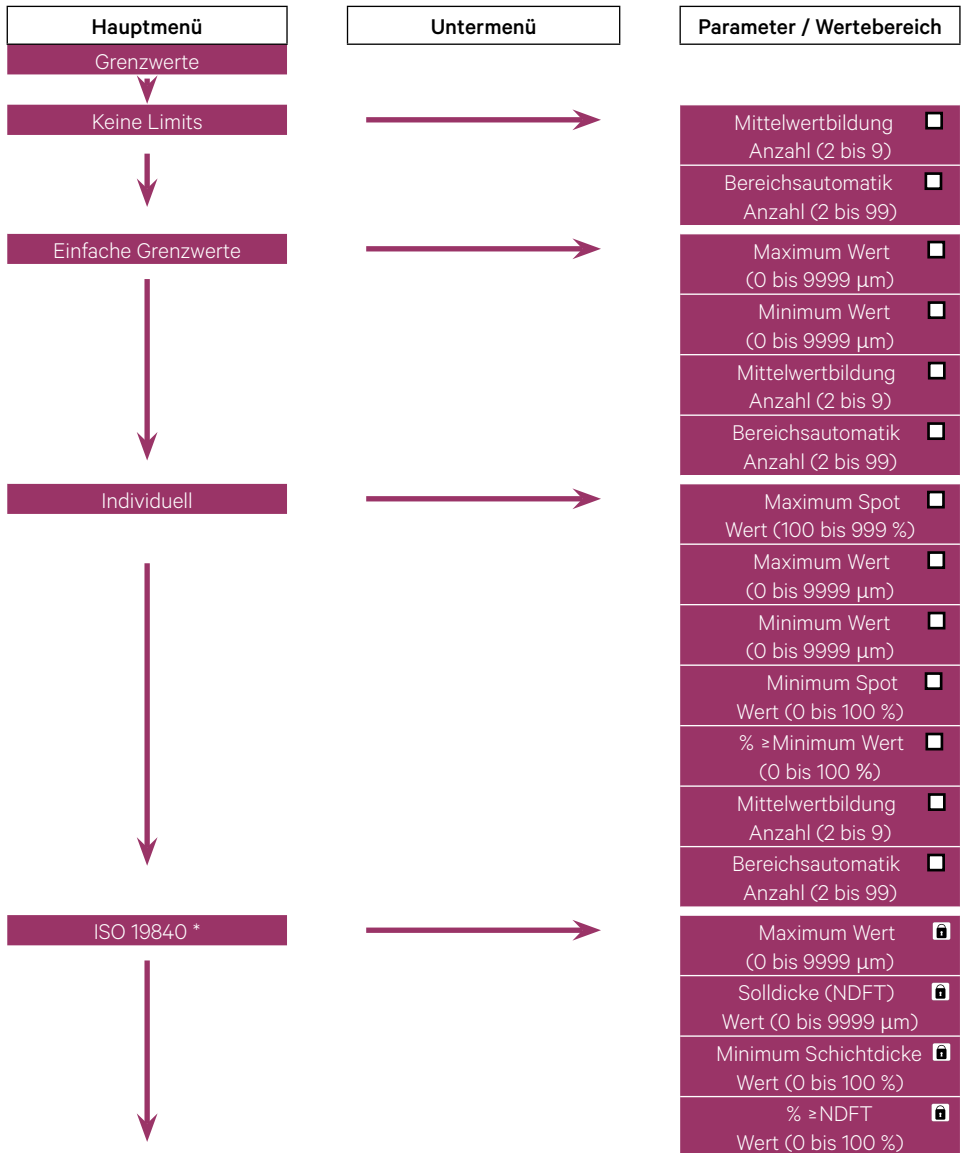 Hauptmenü
Untermenü
Parameter / Wertebereich
Grenzwerte
Keine Limits
Mittelwertbildung
Anzahl (2 bis 9)
Bereichsautomatik
Anzahl (2 bis 99)
Einfache Grenzwerte
Maximum Wert
(0 bis 9999 µm)
Minimum Wert
(0 bis 9999 µm)
Mittelwertbildung
Anzahl (2 bis 9)
Bereichsautomatik
Anzahl (2 bis 99)
Individuell
Maximum Spot
Wert (100 bis 999 %)
Maximum Wert
(0 bis 9999 µm)
Minimum Wert
(0 bis 9999 µm)
Minimum Spot
Wert (0 bis 100 %)
% ≥Minimum Wert
(0 bis 100 %)
Mittelwertbildung
Anzahl (2 bis 9)
Bereichsautomatik
Anzahl (2 bis 99)
ISO 19840 *
Maximum Wert
(0 bis 9999 µm)
Solldicke (NDFT)
Wert (0 bis 9999 µm)
Minimum Schichtdicke
Wert (0 bis 100 %)
% ≥NDFT
Wert (0 bis 100 %)